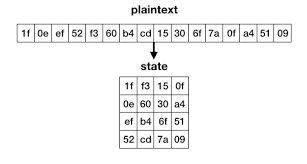 plaintext
1f 0e ef 52 f3 60 b4 cd 15 30 6f 7a 0f a4 51 09
state
1f f3 15 0f
0e 60 30 a4
ef b4 6f 51
52 cd 7a 09